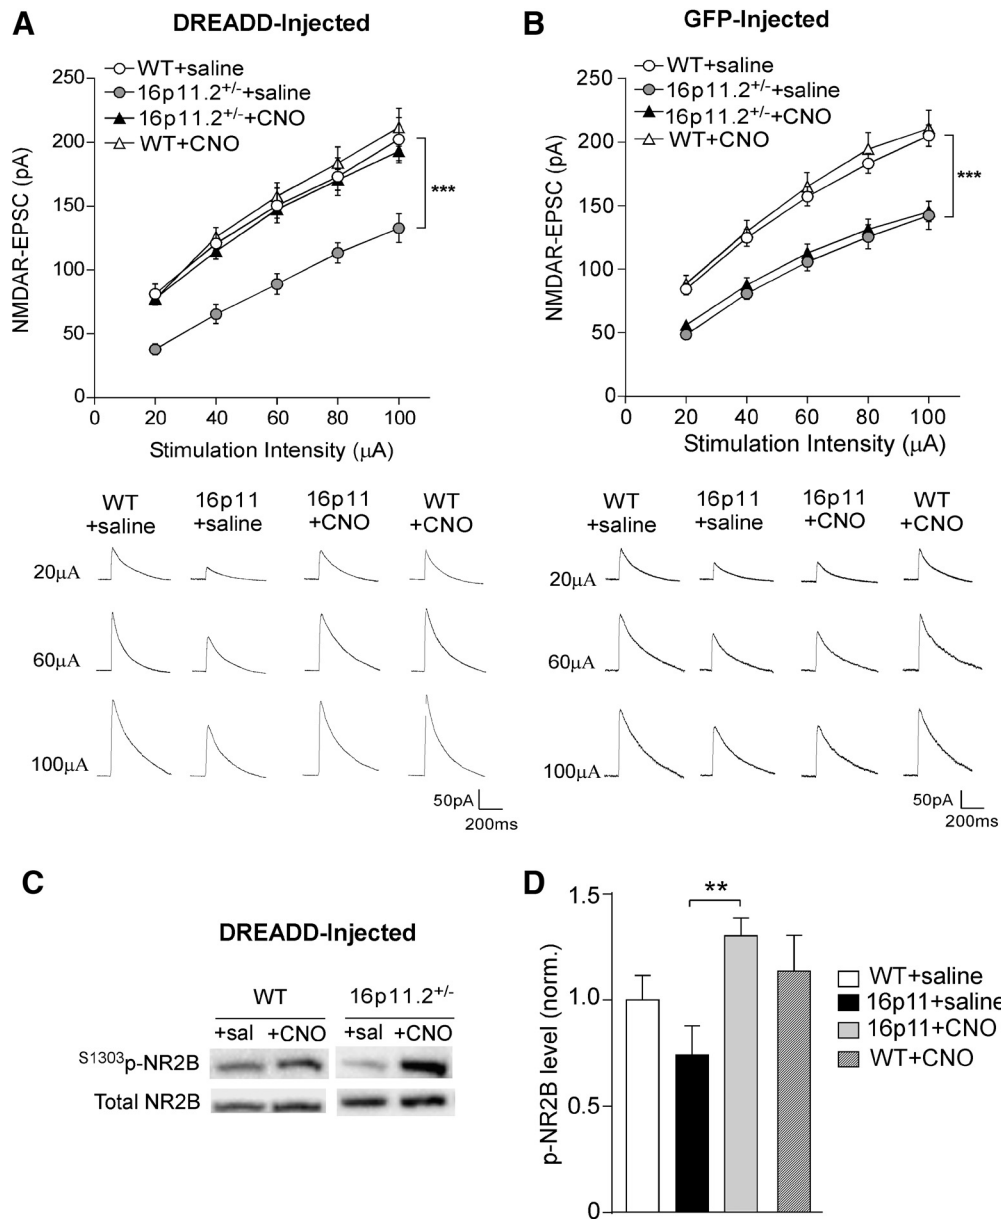 A
DREADD-Injected
WT+saline
16p11.2+/-+saline
16p11.2+/-+CNO
WT+CNO
NMDAR-EPSC (pA)
250
200
150
100
50
0
***
0 20 40 60 80 100
Stimulation Intensity (μA)
WT
+saline
16p11
+saline
16p11
+CNO
WT
+CNO
20μA
60μA
100μA
50pA
200ms
B
GFP-Injected
WT+saline
16p11.2+/-+saline
16p11.2+/-+CNO
WT+CNO
NMDAR-EPSC (pA)
250
200
150
100
50
0
***
0 20 40 60 80 100
Stimulation Intensity (μA)
WT
+saline
16p11
+saline
16p11
+CNO
WT
+CNO
20μA
60μA
100μA
50pA
200ms
C
DREADD-Injected
WT 16p11.2+/-
+sal +CNO +sal +CNO
S1303p-NR2B
Total NR2B
D
p-NR2B level (norm.)
1.5
1.0
0.5
0
**
WT+saline
16p11+saline
16p11+CNO
WT+CNO